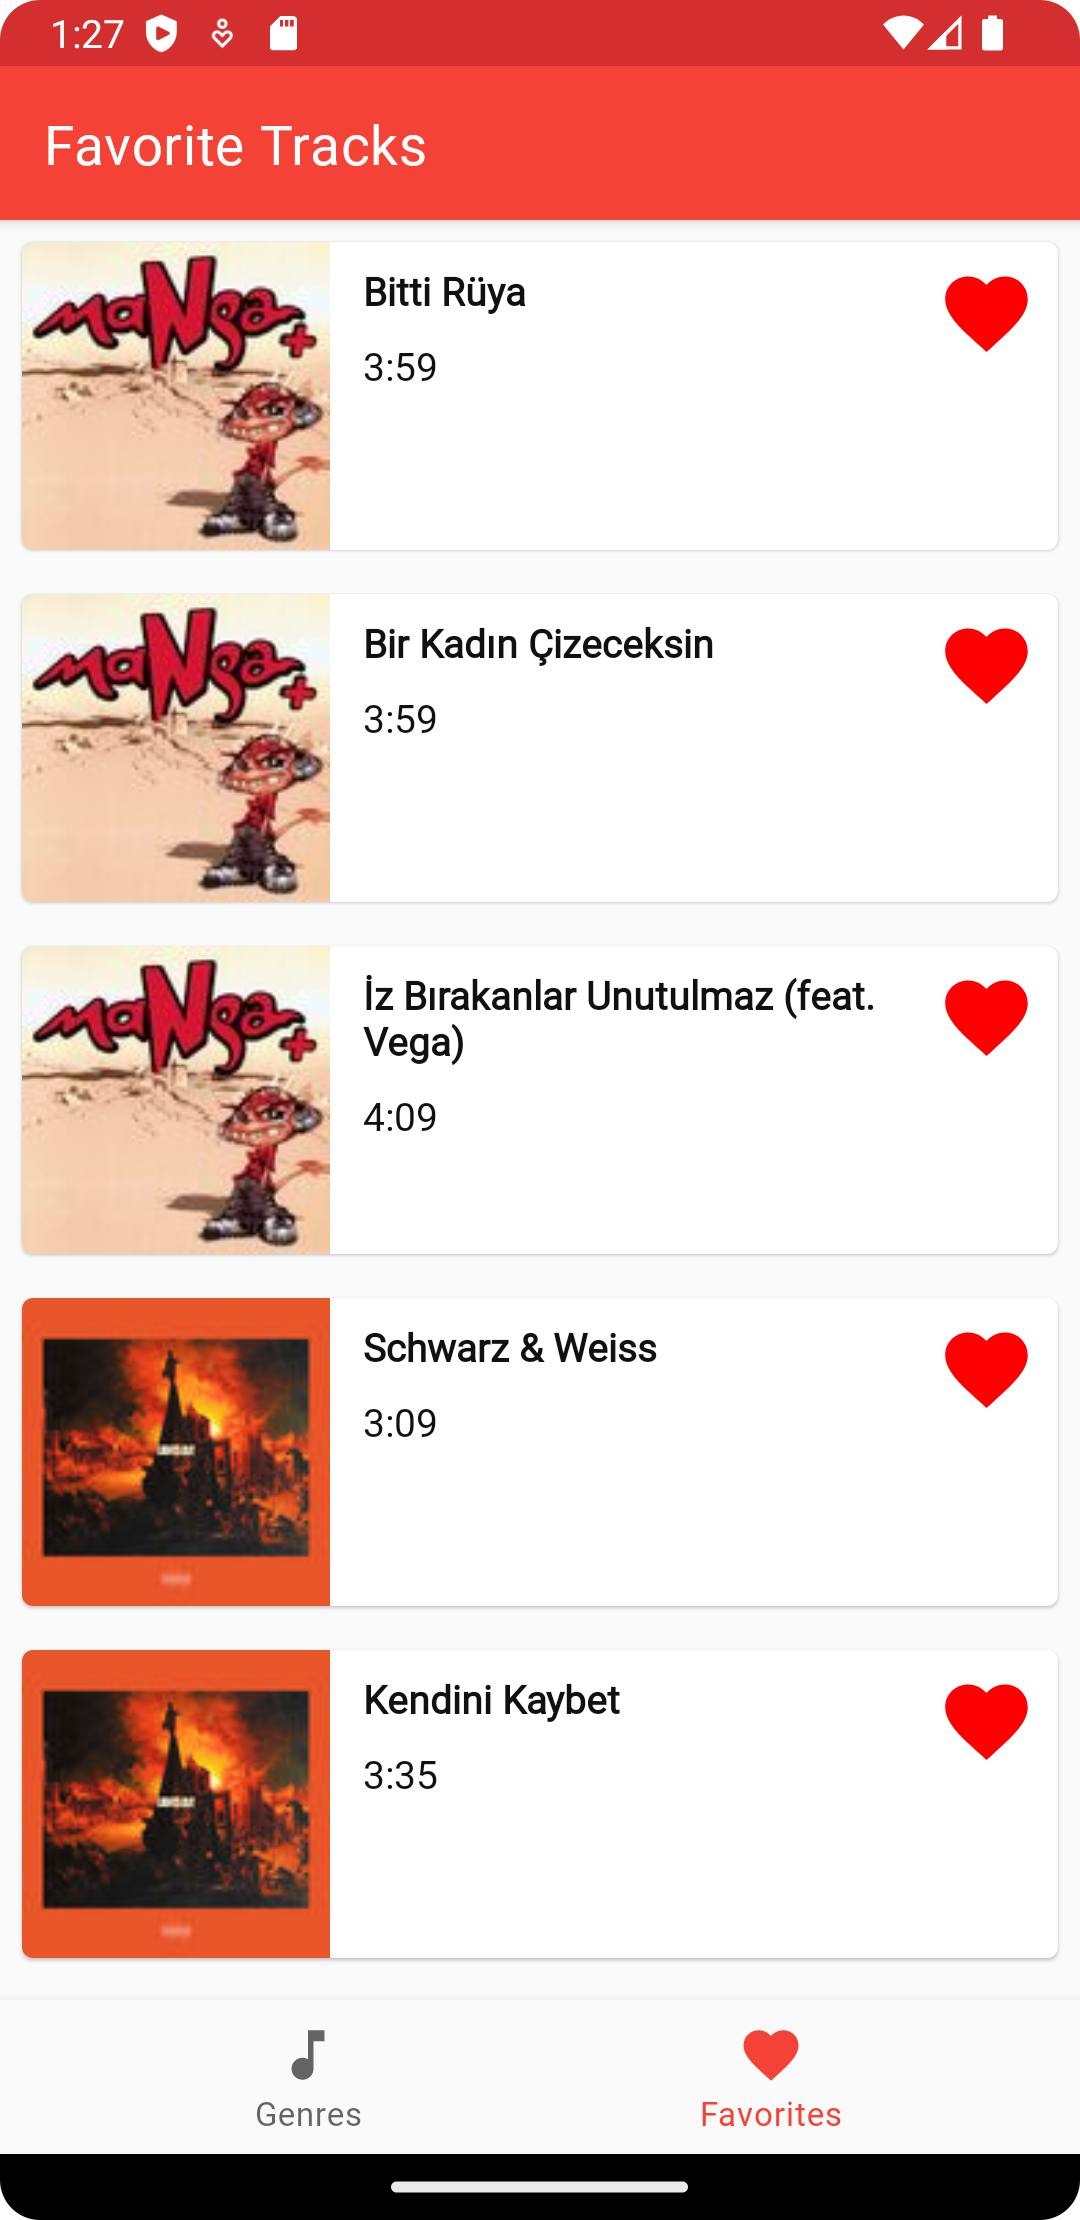 1:27
Favorite Tracks
maNga+
Bitti Rüya
3:59
maNga+
Bir Kadın Çizeceksin
3:59
maNga+
İz Bırakanlar Unutulmaz (feat.
Vega)
4:09
Schwarz & Weiss
3:09
Kendini Kaybet
3:35
Genres
Favorites